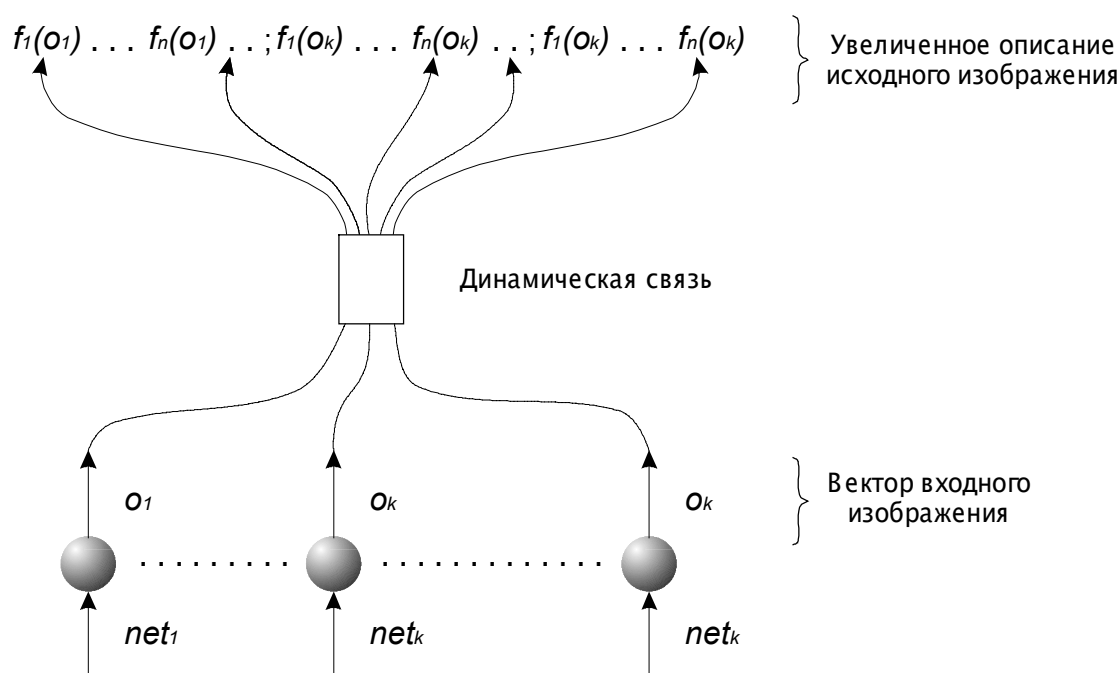 f₁(o₁) . . . fₙ(o₁) . . ; f₁(oₖ) . . . fₙ(oₖ) . . ; f₁(oₖ) . . . fₙ(oₖ)
Увеличенное описание
исходного изображения
Динамическая связь
o₁ oₖ oₖ
Вектор входного
изображения
net₁ netₖ netₖ